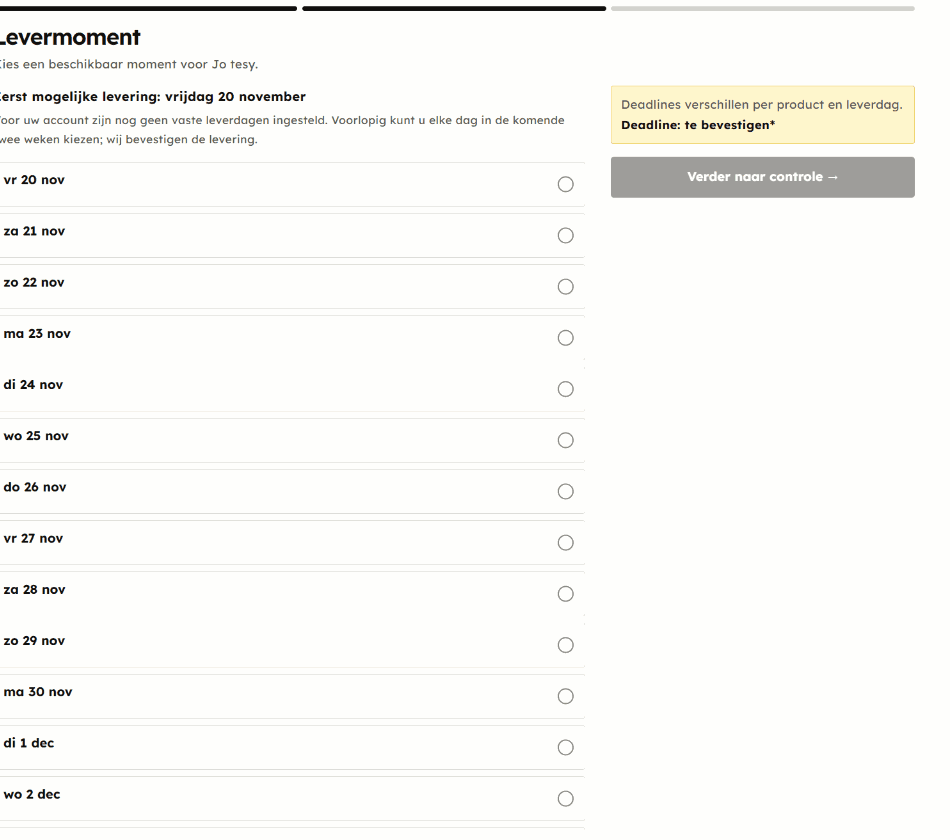 Levermoment
Kies een beschikbaar moment voor Jo tesy.
Eerst mogelijke levering: vrijdag 20 november
Voor uw account zijn nog geen vaste leverdagen ingesteld. Voorlopig kunt u elke dag in de komende
twee weken kiezen; wij bevestigen de levering.
vr 20 nov
za 21 nov
zo 22 nov
ma 23 nov
di 24 nov
wo 25 nov
do 26 nov
vr 27 nov
za 28 nov
zo 29 nov
ma 30 nov
di 1 dec
wo 2 dec
Deadlines verschillen per product en leverdag.
Deadline: te bevestigen*
Verder naar controle →